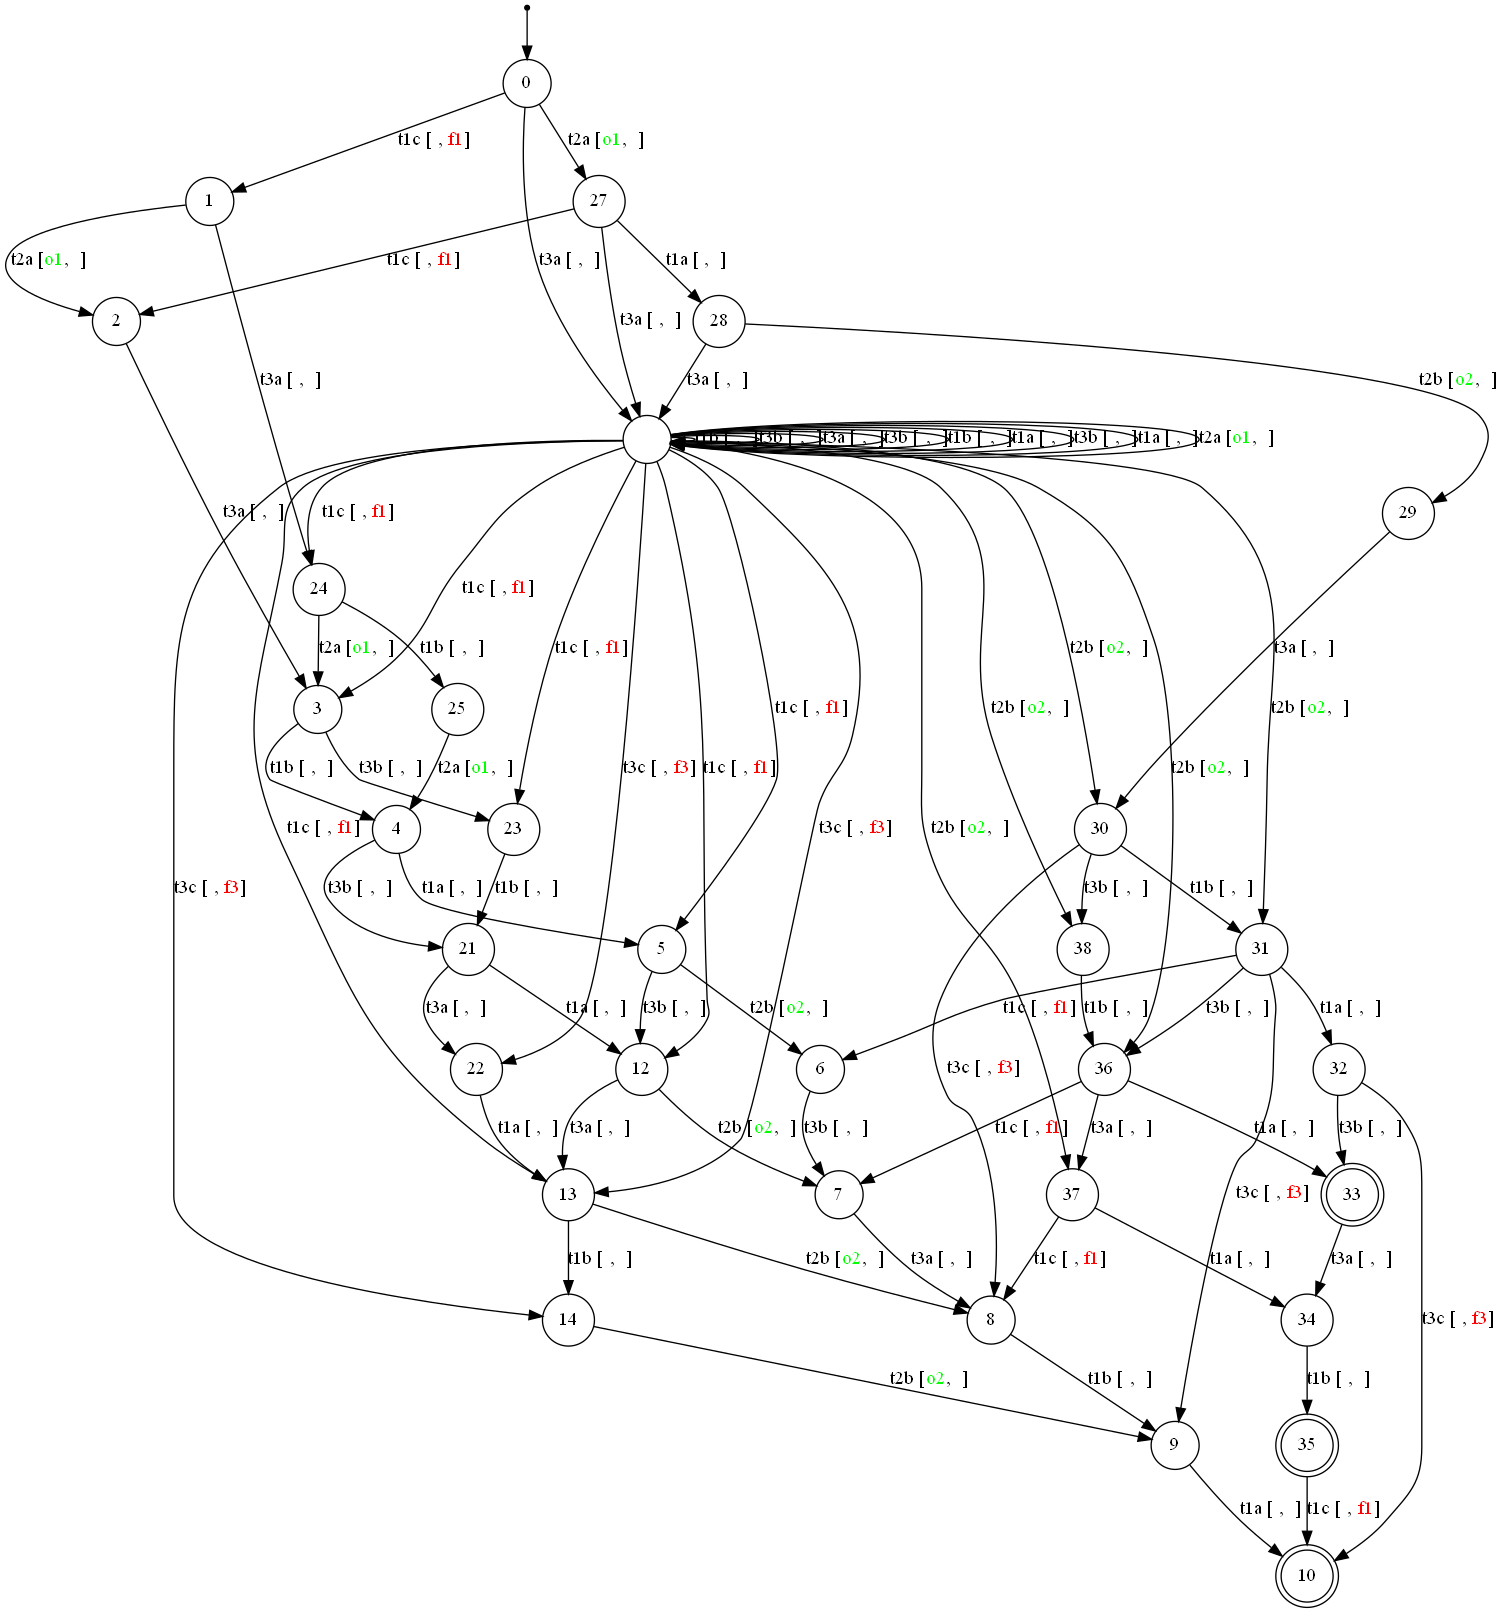 0
t1c [ , f1]
t2a [o1, ]
1
27
t2a [o1, ]
t1c [ , f1]
t3a [ , ]
t1a [ , ]
2
t3a [ , ]
28
t3a [ , ]
t3a [ , ]
t2b [o2, ]
t1b [ , ] t3b [ , ] t3a [ , ] t3b [ , ] t1b [ , ] t1a [ , ] t3b [ , ] t1a [ , ] t2a [o1, ]
t3a [ , ]
t1c [ , f1]
29
24
t1c [ , f1]
t2a [o1, ]
t1b [ , ]
t1c [ , f1]
t2b [o2, ]
t3a [ , ]
3
25
t1c [ , f1]
t2b [o2, ]
t2b [o2, ]
t1b [ , ]
t3b [ , ]
t2a [o1, ]
t3c [ , f3]
t1c [ , f1]
t2b [o2, ]
t1c [ , f1]
4
23
t3c [ , f3]
t2b [o2, ]
30
t3c [ , f3]
t3b [ , ]
t1a [ , ]
t1b [ , ]
t3b [ , ]
t1b [ , ]
21
5
38
31
t3a [ , ]
t1a [ , ]
t3b [ , ]
t2b [o2, ]
t1c [ , f1]
t1b [ , ]
t3b [ , ]
t1a [ , ]
22
12
6
t3c [ , f3]
36
32
t1a [ , ]
t3a [ , ]
t2b [o2, ]
t3b [ , ]
t1c [ , f1]
t3a [ , ]
t1a [ , ]
t3b [ , ]
13
7
37
t3c [ , f3]
33
t1b [ , ]
t2b [o2, ]
t3a [ , ]
t1c [ , f1]
t1a [ , ]
t3a [ , ]
14
8
34
t3c [ , f3]
t2b [o2, ]
t1b [ , ]
t1b [ , ]
9
35
t1a [ , ]
t1c [ , f1]
10